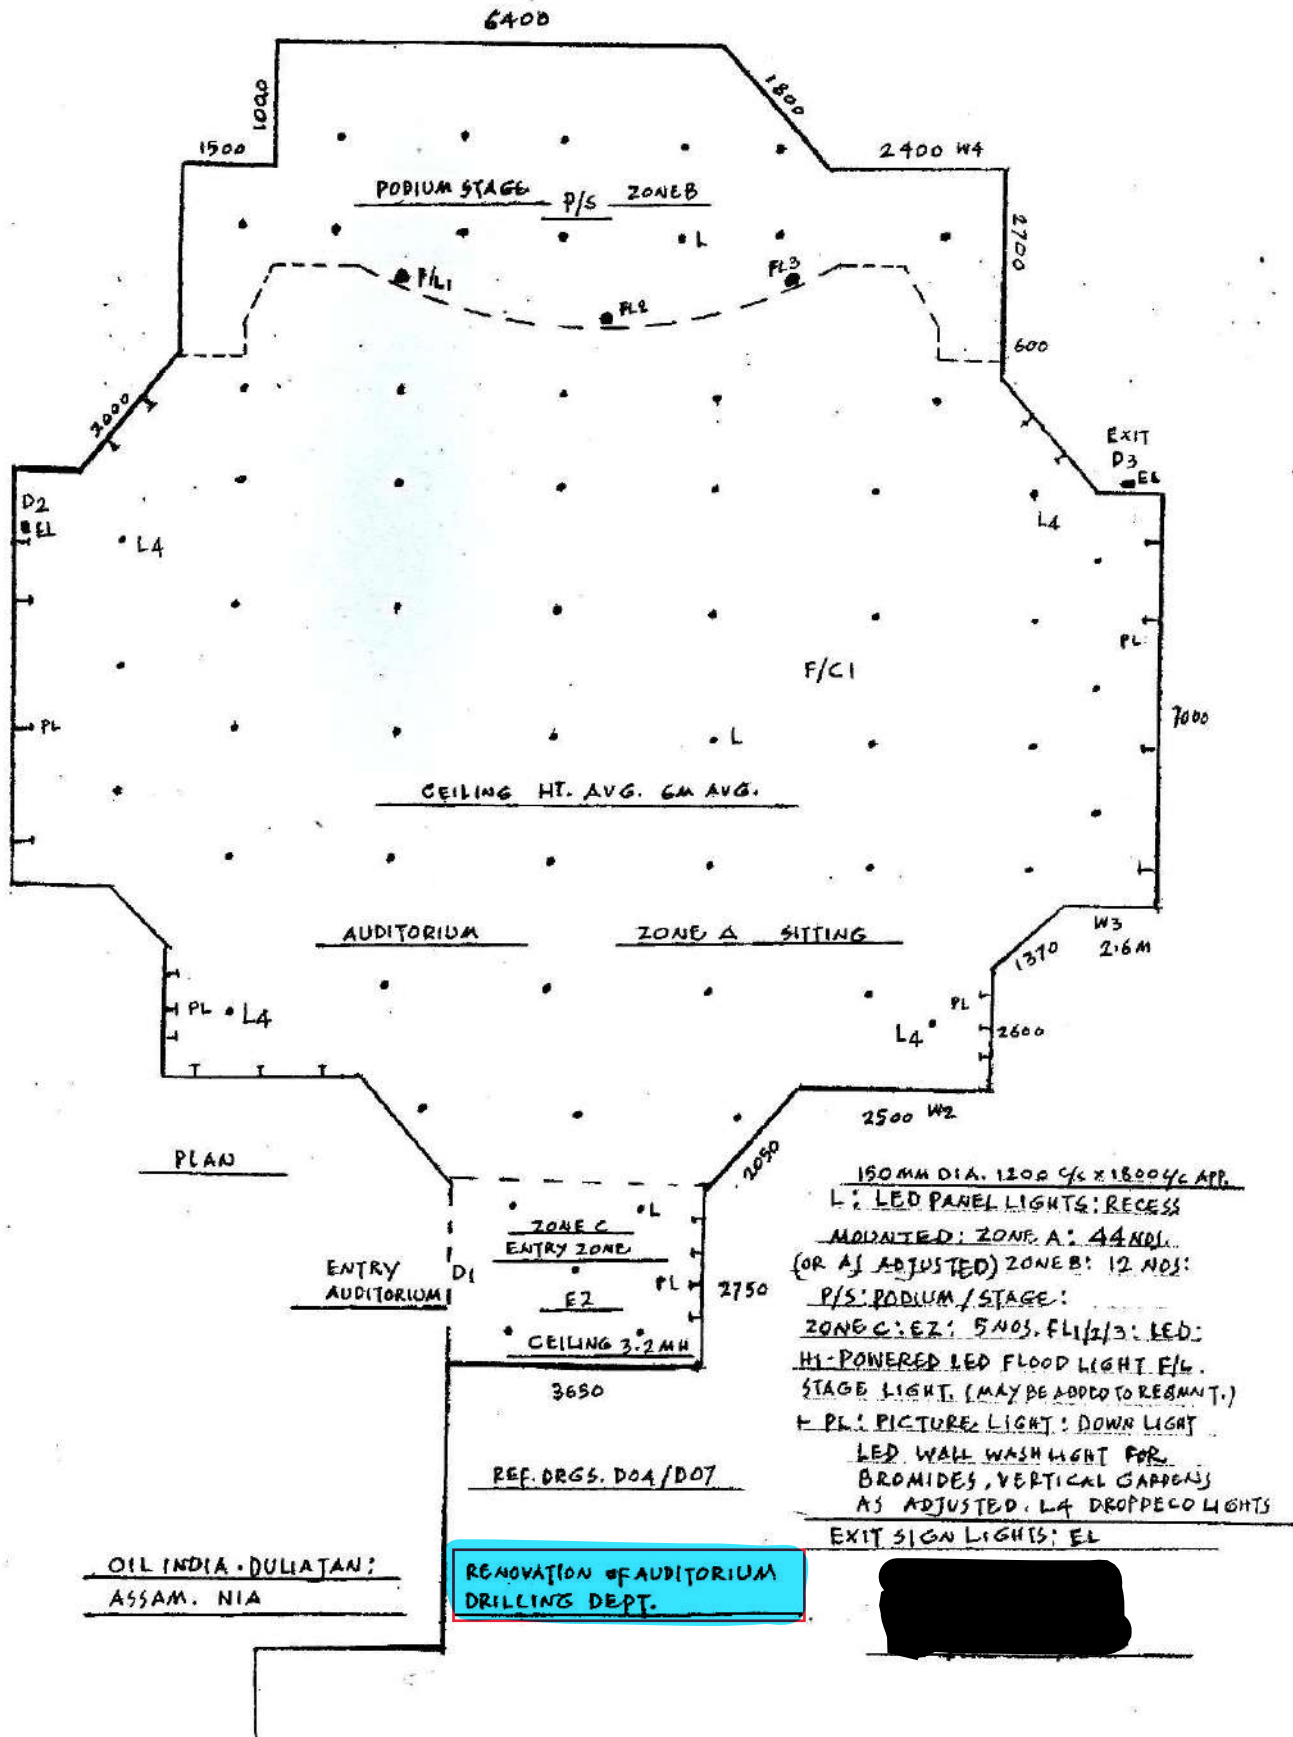 6400
1000
1800
1500
2400 W4
PODIUM STAGE P/S ZONEB
2700
L
F/L1
FL3
FL2
600
2000
EXIT
D3
EL
D2
EL
L4
L4
PL
F/C1
PL
7000
L
CEILING HT. AVG. 6M AVG.
AUDITORIUM ZONE A SITTING
W3
2.6M
1370
PL
L4
PL
L4
2600
2500 W2
2050
PLAN
150MM DIA. 1200 C/C X 1800 C/C APP.
L: LED PANEL LIGHTS: RECESS
MOUNTED: ZONE A: 44 NOS.
(OR AS ADJUSTED) ZONE B: 12 NOS:
P/S: PODIUM/STAGE:
ZONE C: EZ: 5 NOS. FL1/2/3: LED:
HI-POWERED LED FLOOD LIGHT F/L.
STAGE LIGHT. (MAY BE ADDED TO REQMNT.)
PL: PICTURE LIGHT: DOWN LIGHT
LED WALL WASH LIGHT FOR
BROMIDES, VERTICAL GARDENS
AS ADJUSTED. L4 DROPDECO LIGHTS
EXIT SIGN LIGHTS: EL
L
ZONE C
ENTRY ZONE
D1
ENTRY
AUDITORIUM
EZ
PL
2750
CEILING 3.2 MH
3650
REF. DRGS. D04/D07
OIL INDIA. DULIAJAN:
ASSAM. NIA
RENOVATION OF AUDITORIUM
DRILLING DEPT.